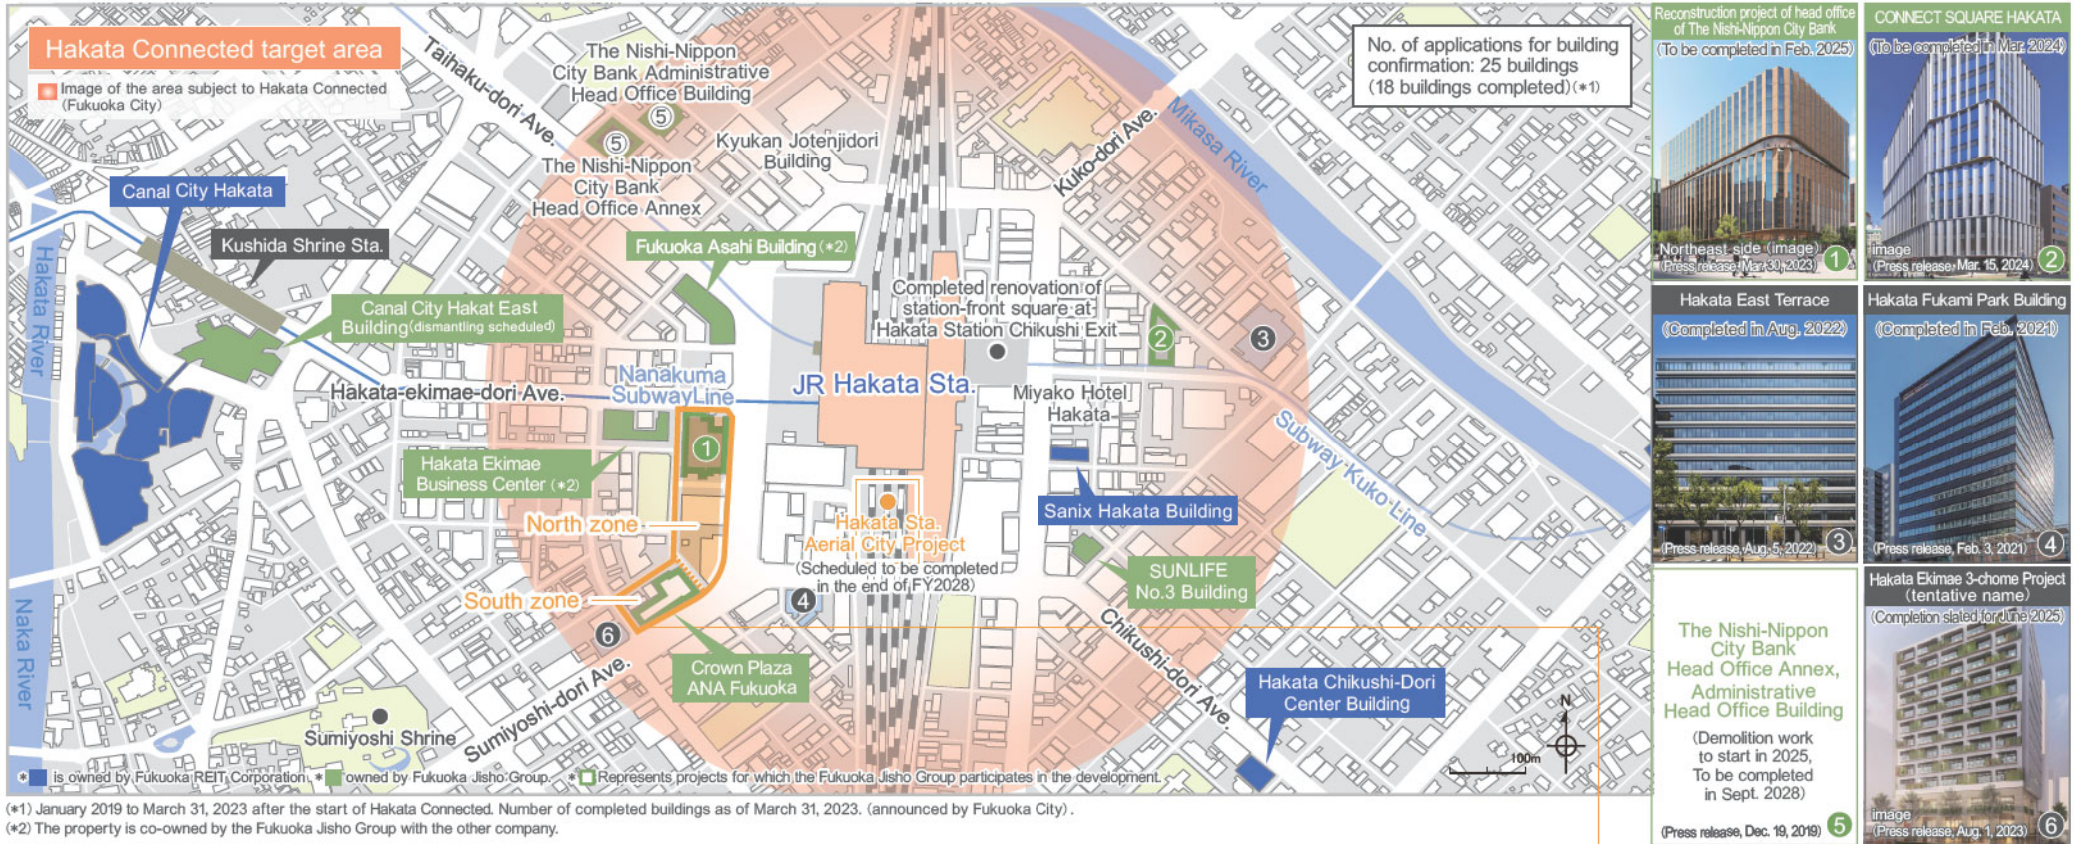 Hakata Connected target area
Image of the area subject to Hakata Connected
(Fukuoka City)
Taihaku-dori Ave.
The Nishi-Nippon
City Bank Administrative
Head Office Building
⑤
⑤
The Nishi-Nippon
City Bank
Head Office Annex
Kyukan Jotenjidori
Building
No. of applications for building
confirmation: 25 buildings
(18 buildings completed)(*1)
Kuko-dori Ave.
Mikasa River
Canal City Hakata
Kushida Shrine Sta.
Hakata River
Fukuoka Asahi Building(*2)
Canal City Hakat East
Building(dismantling scheduled)
Completed renovation of
station-front square at
Hakata Station Chikushi Exit
2
3
Hakata-ekimae-dori Ave.
Nanakuma
SubwayLine
JR Hakata Sta.
Miyako Hotel
Hakata
Subway Kuko Line
1
Hakata Ekimae
Business Center (*2)
North zone
Hakata Sta.
Aerial City Project
(Scheduled to be completed
in the end of FY2028)
Sanix Hakata Building
SUNLIFE
No.3 Building
South zone
4
6
Naka River
Crown Plaza
ANA Fukuoka
Chikushi-dori Ave.
Hakata Chikushi-Dori
Center Building
Sumiyoshi Shrine
Sumiyoshi-dori Ave.
N
100m
* is owned by Fukuoka REIT Corporation. * owned by Fukuoka Jisho Group. * Represents projects for which the Fukuoka Jisho Group participates in the development.
(*1) January 2019 to March 31, 2023 after the start of Hakata Connected. Number of completed buildings as of March 31, 2023. (announced by Fukuoka City).
(*2) The property is co-owned by the Fukuoka Jisho Group with the other company.
Reconstruction project of head office
of The Nishi-Nippon City Bank
(To be completed in Feb. 2025)
Northeast side (image)
(Press release, Mar. 30, 2023)
1
CONNECT SQUARE HAKATA
(To be completed in Mar. 2024)
image
(Press release, Mar. 15, 2024)
2
Hakata East Terrace
(Completed in Aug. 2022)
(Press release, Aug. 5, 2022)
3
Hakata Fukami Park Building
(Completed in Feb. 2021)
(Press release, Feb. 3, 2021)
4
The Nishi-Nippon
City Bank
Head Office Annex,
Administrative
Head Office Building
(Demolition work
to start in 2025,
To be completed
in Sept. 2028)
(Press release, Dec. 19, 2019)
5
Hakata Ekimae 3-chome Project
(tentative name)
(Completion slated for June 2025)
image
(Press release, Aug. 1, 2023)
6